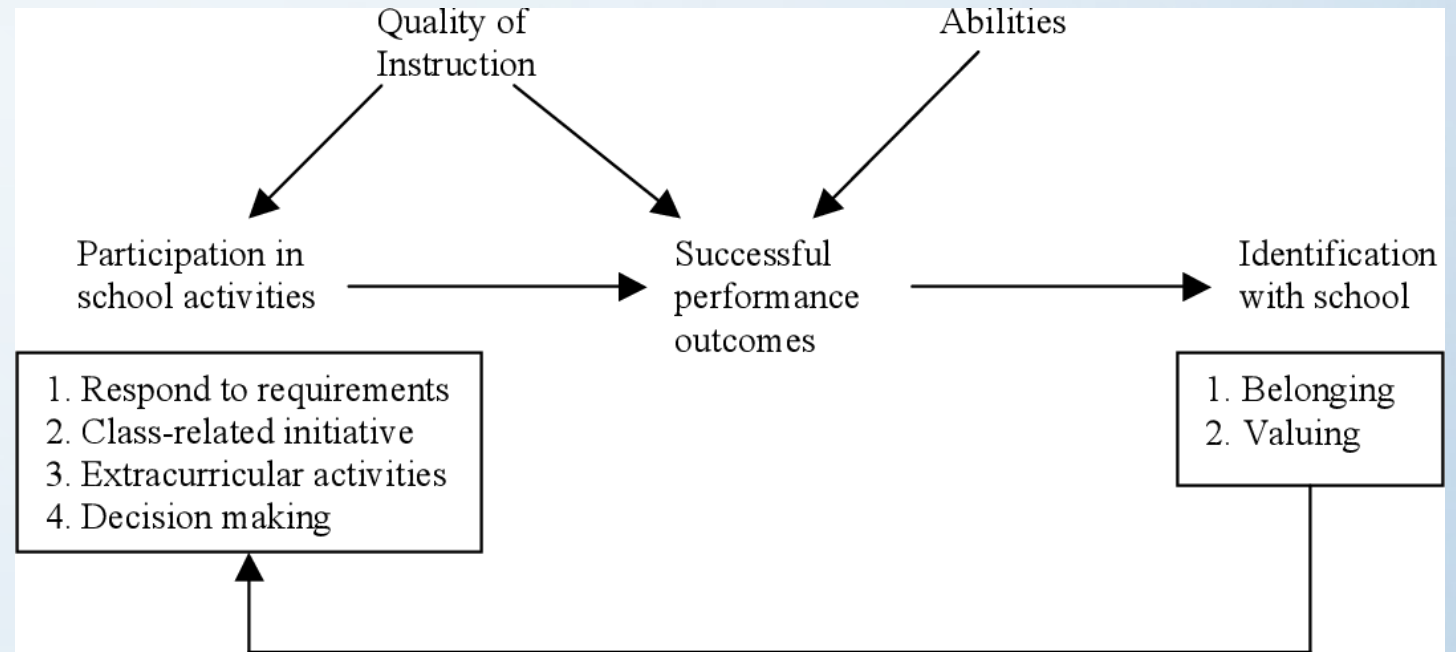 Quality of
Instruction
Abilities
Participation in
school activities
Successful
performance
outcomes
Identification
with school
1. Respond to requirements
2. Class-related initiative
3. Extracurricular activities
4. Decision making
1. Belonging
2. Valuing